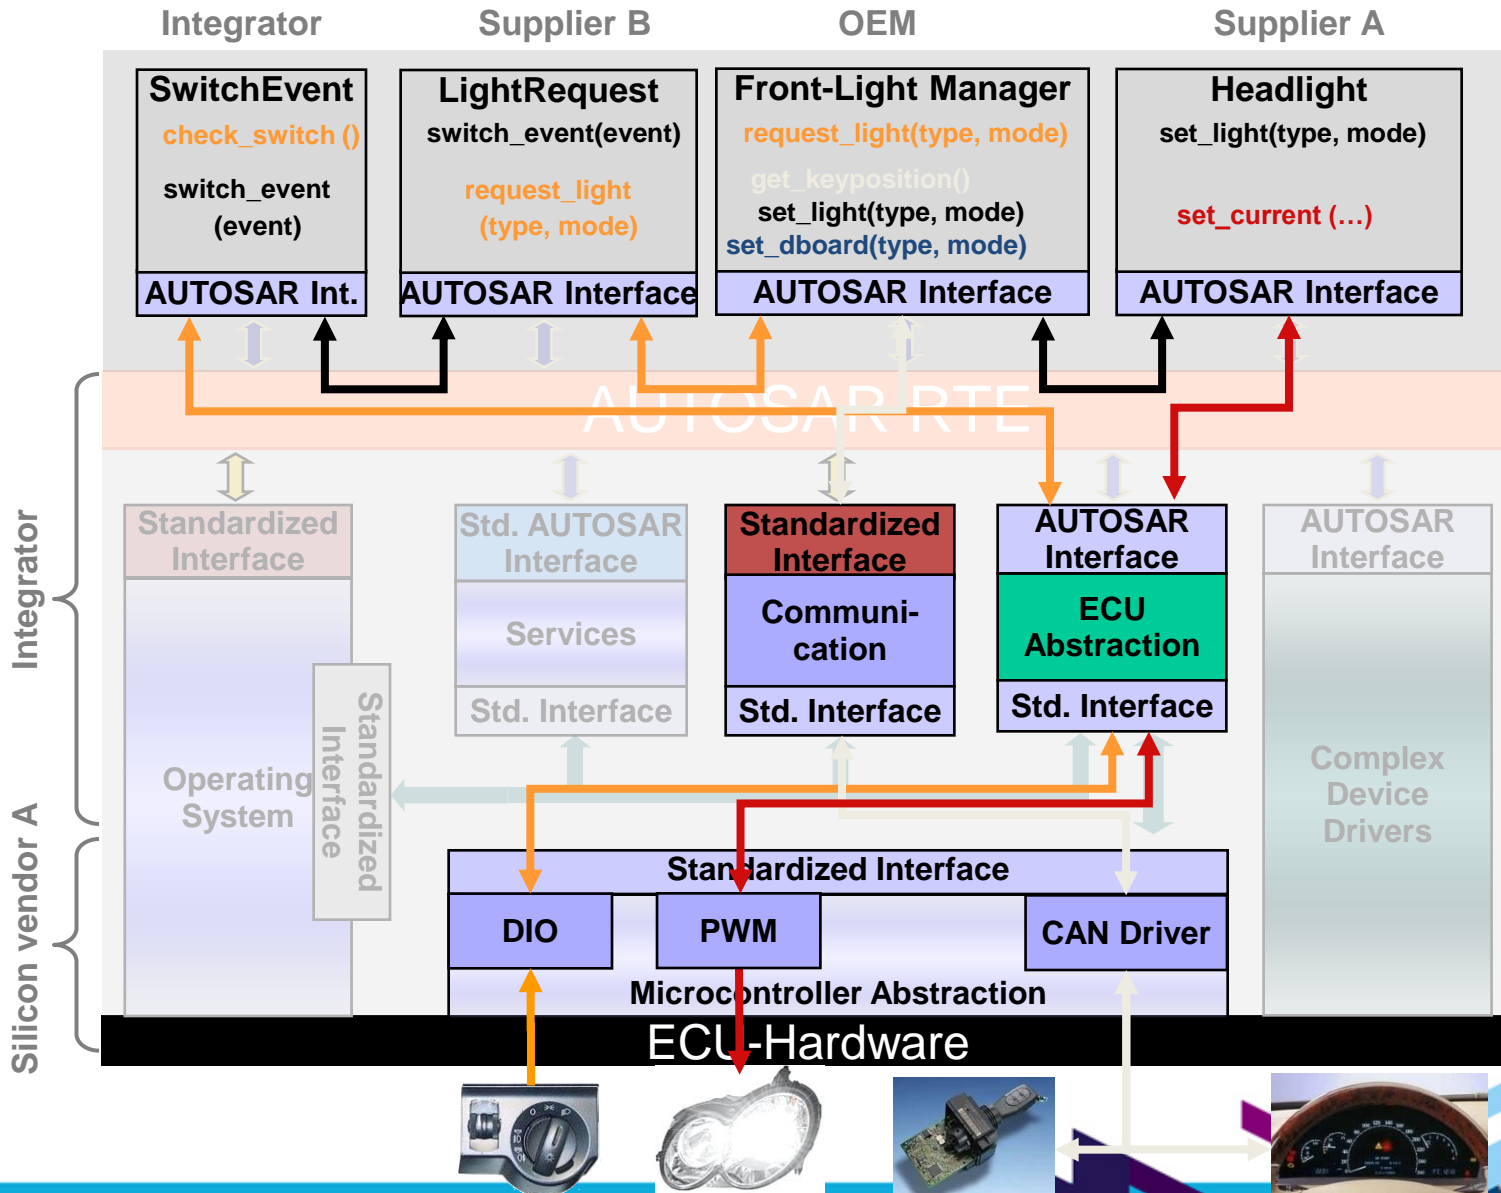 Integrator
Supplier B
OEM
Supplier A
SwitchEvent
check_switch ()
switch_event
(event)
AUTOSAR Int.
LightRequest
switch_event(event)
request_light
(type, mode)
AUTOSAR Interface
Front-Light Manager
request_light(type, mode)
get_keyposition()
set_light(type, mode)
set_dboard(type, mode)
AUTOSAR Interface
Headlight
set_light(type, mode)
set_current (…)
AUTOSAR Interface
AUTOSAR RTE
Integrator
Silicon vendor A
Standardized
Interface
Operating
System
Standardized
Interface
Std. AUTOSAR
Interface
Services
Std. Interface
Standardized
Interface
Communi-
cation
Std. Interface
AUTOSAR
Interface
ECU
Abstraction
Std. Interface
AUTOSAR
Interface
Complex
Device
Drivers
Standardized Interface
DIO
PWM
CAN Driver
Microcontroller Abstraction
ECU-Hardware